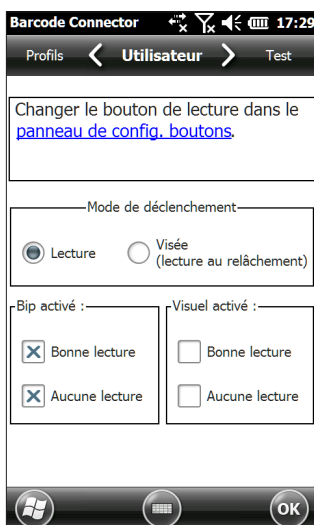 Barcode Connector 17:29
Profils Utilisateur Test
Changer le bouton de lecture dans le
panneau de config. boutons.
Mode de déclenchement
Lecture
Visée
(lecture au relâchement)
Bip activé :
Bonne lecture
Aucune lecture
Visuel activé :
Bonne lecture
Aucune lecture
OK